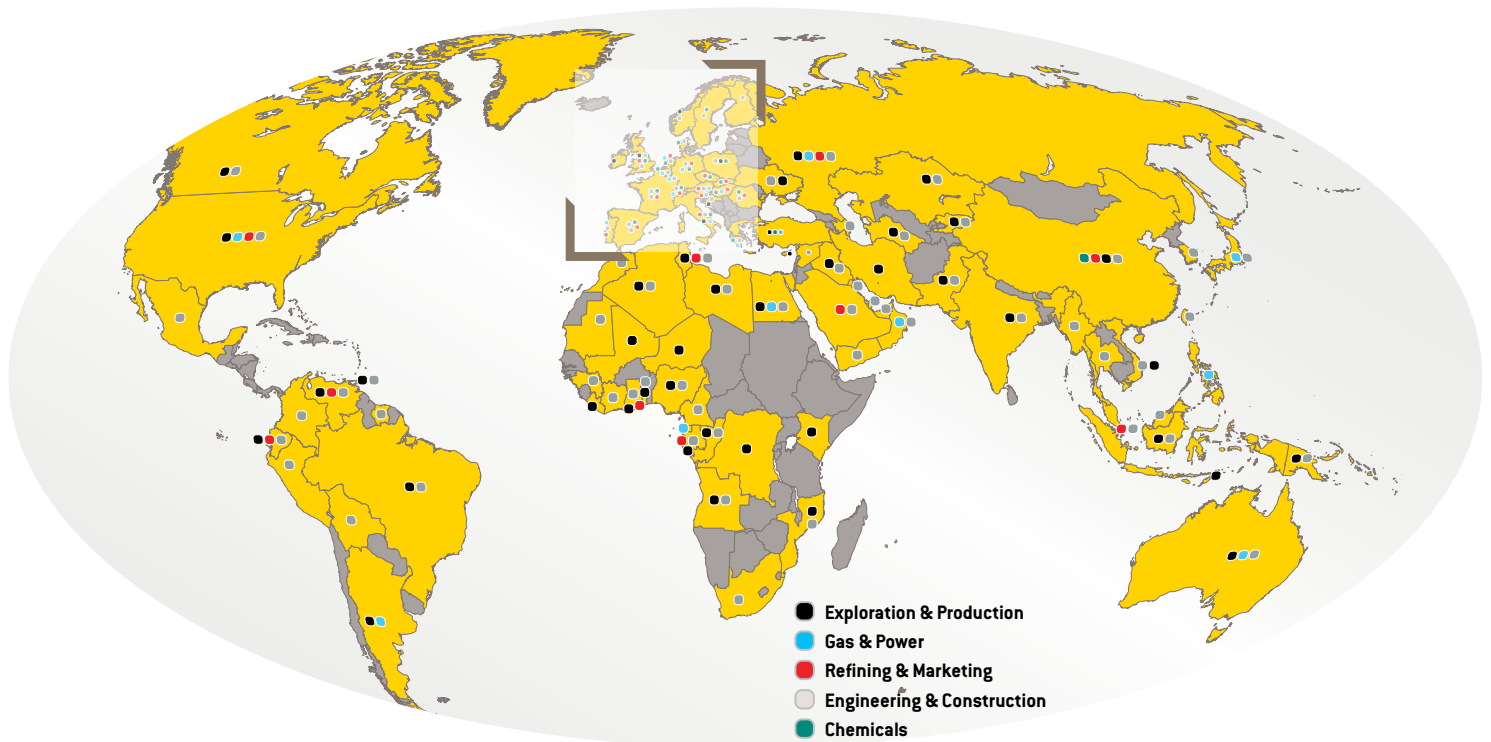 Exploration & Production
Gas & Power
Refining & Marketing
Engineering & Construction
Chemicals